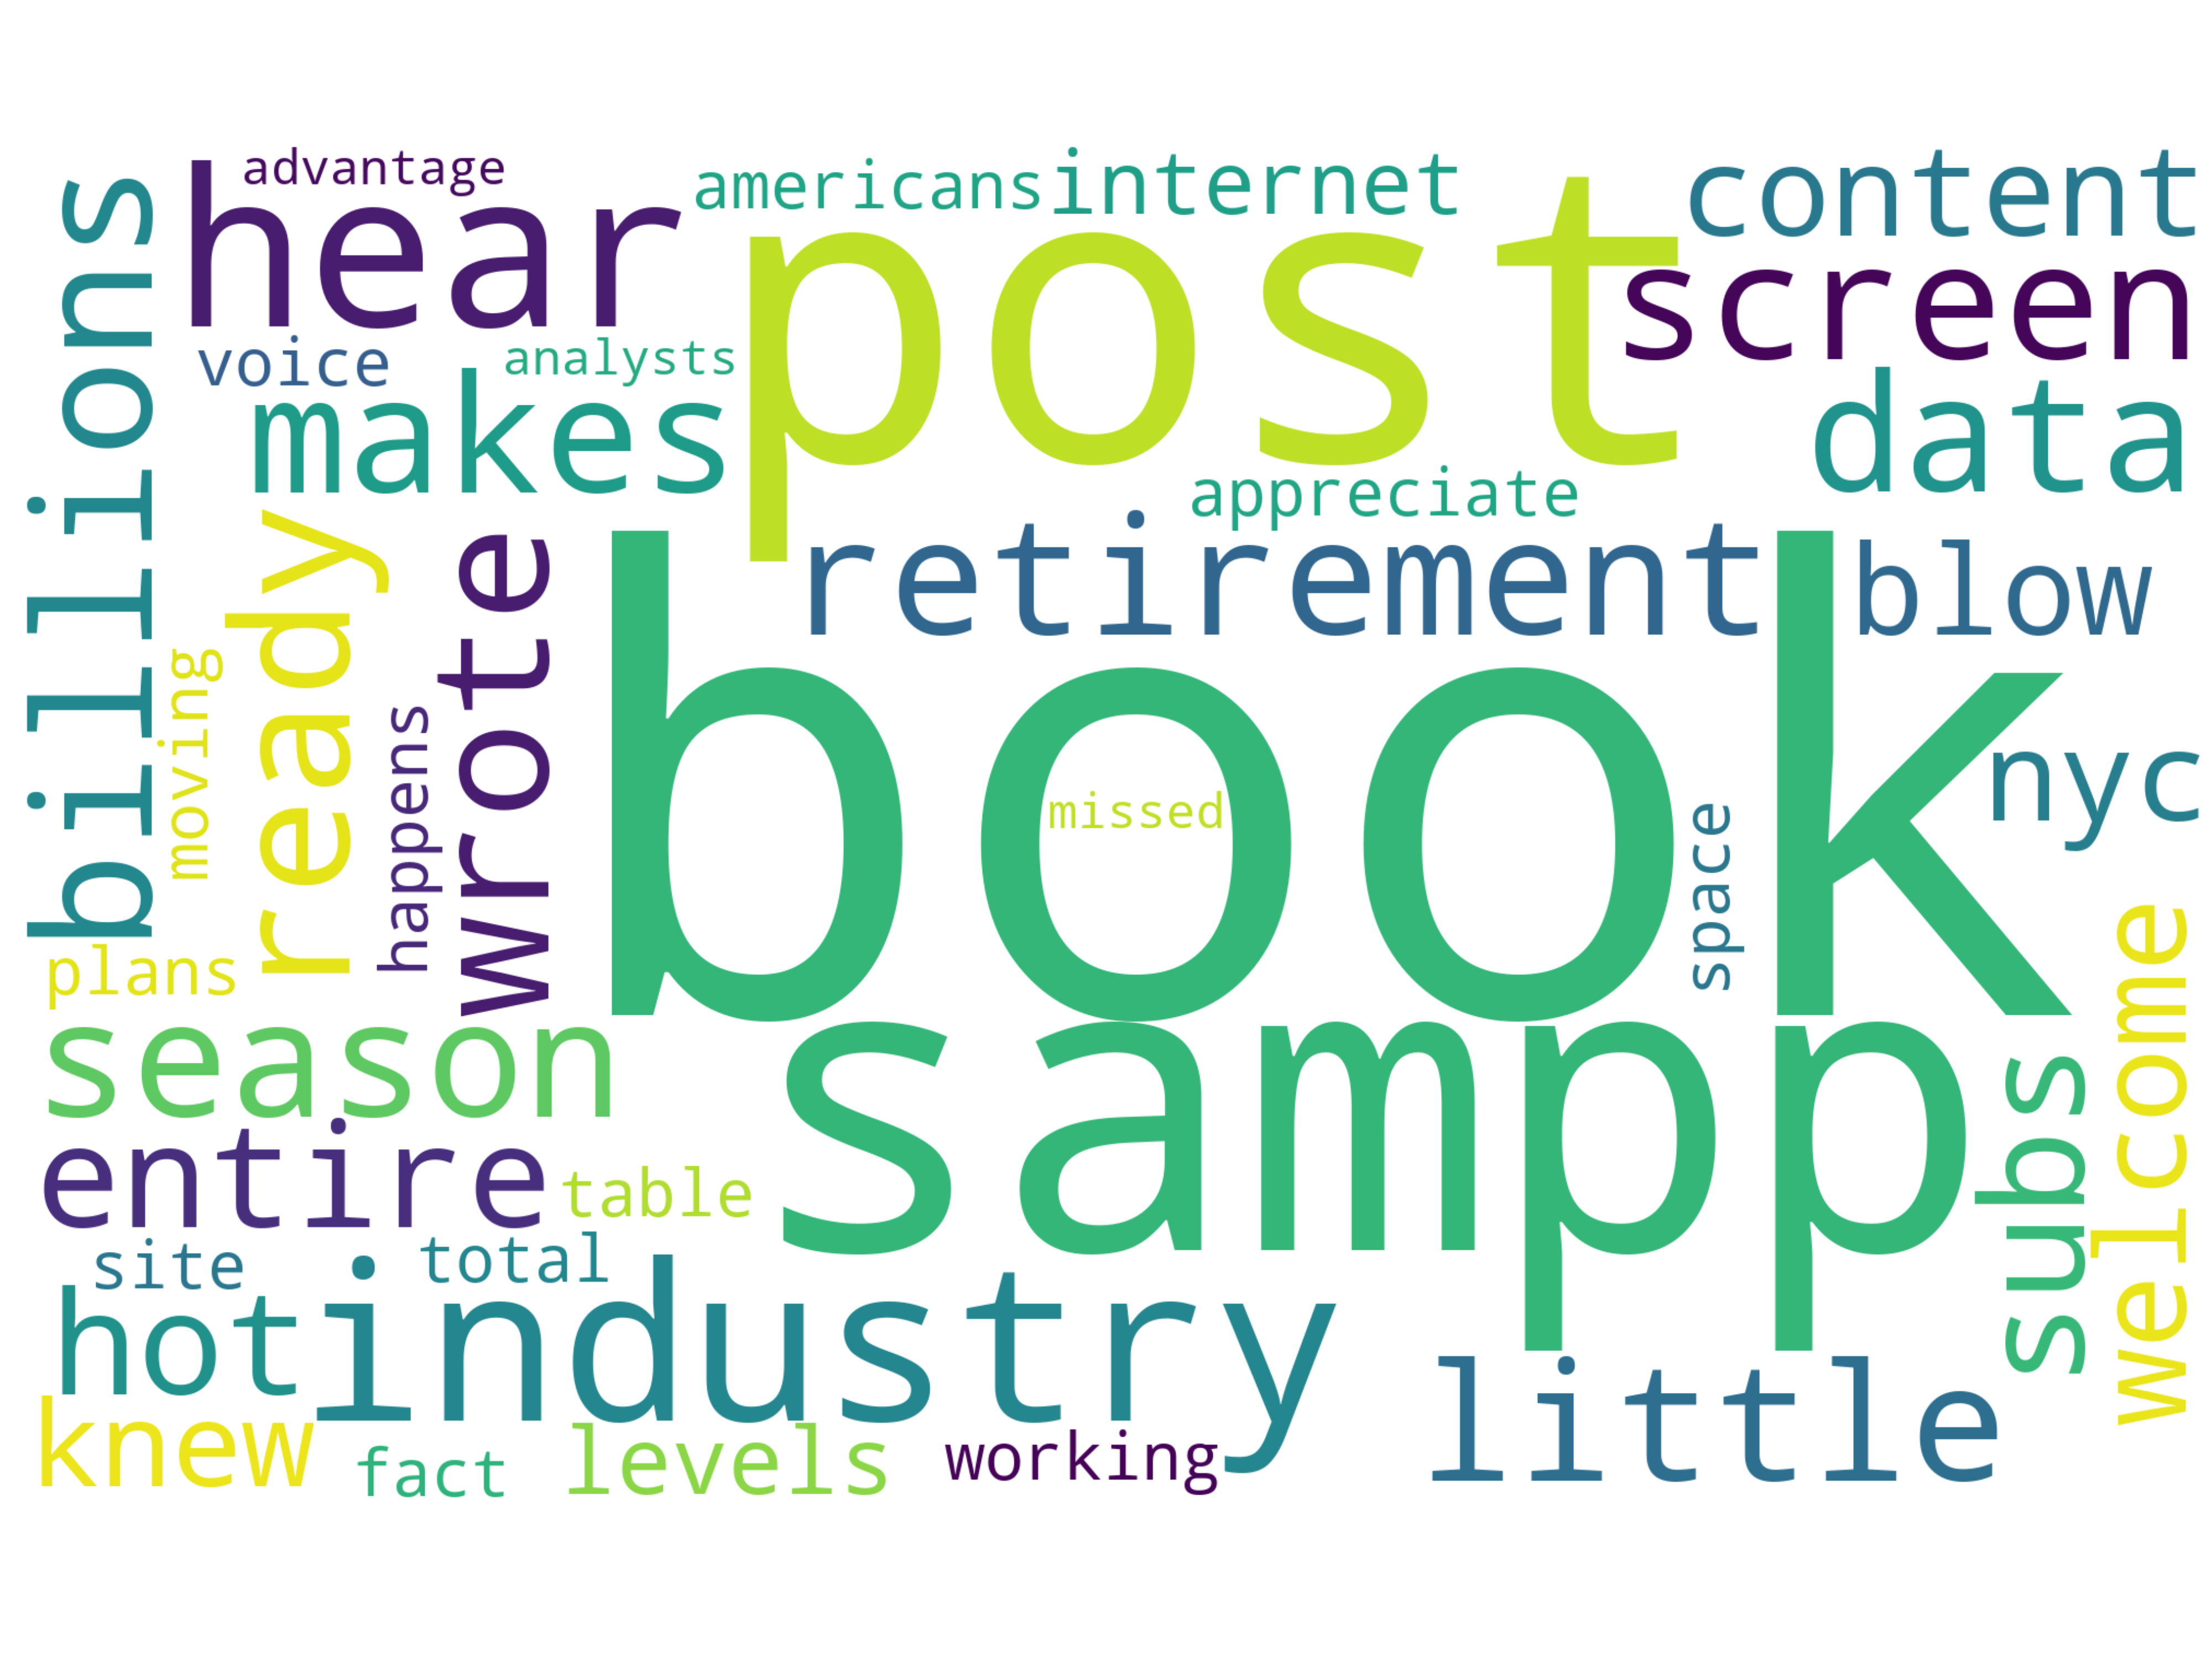 advantage
americans
internet
content
hear
post
screen
billions
voice
analysts
makes
data
appreciate
ready
wrote
retirement
blow
book
moving
happens
missed
space
nyc
plans
season
sampp
welcome
subs
entire
table
site
total
hot
industry
little
knew
fact
levels
working